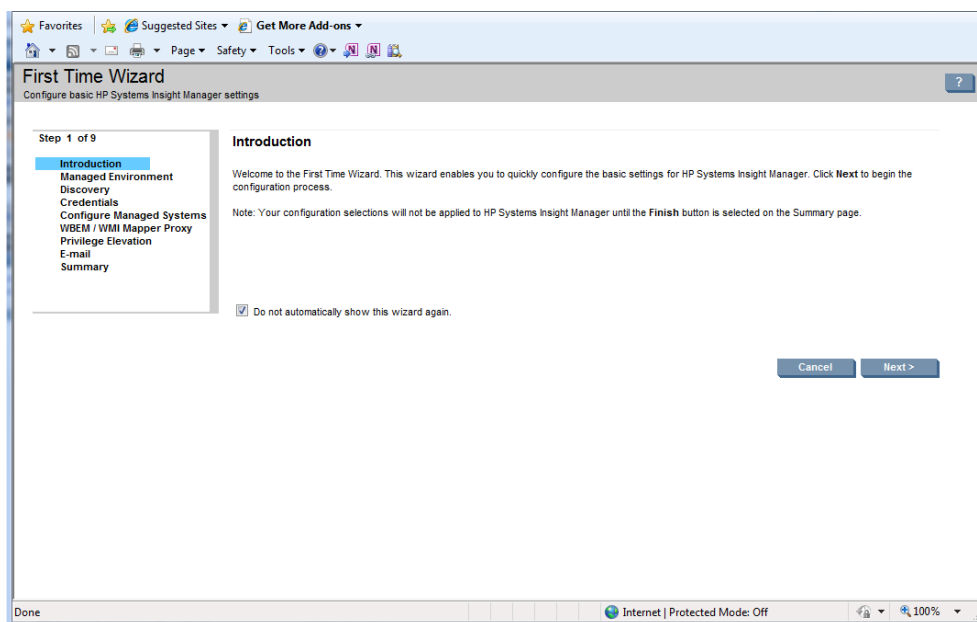 Favorites Suggested Sites Get More Add-ons
Page Safety Tools
First Time Wizard
Configure basic HP Systems Insight Manager settings
?
Step 1 of 9
Introduction
Managed Environment
Discovery
Credentials
Configure Managed Systems
WBEM / WMI Mapper Proxy
Privilege Elevation
E-mail
Summary
Introduction
Welcome to the First Time Wizard. This wizard enables you to quickly configure the basic settings for HP Systems Insight Manager. Click Next to begin the
configuration process.
Note: Your configuration selections will not be applied to HP Systems Insight Manager until the Finish button is selected on the Summary page.
Do not automatically show this wizard again.
Cancel Next >
Done Internet | Protected Mode: Off 100%